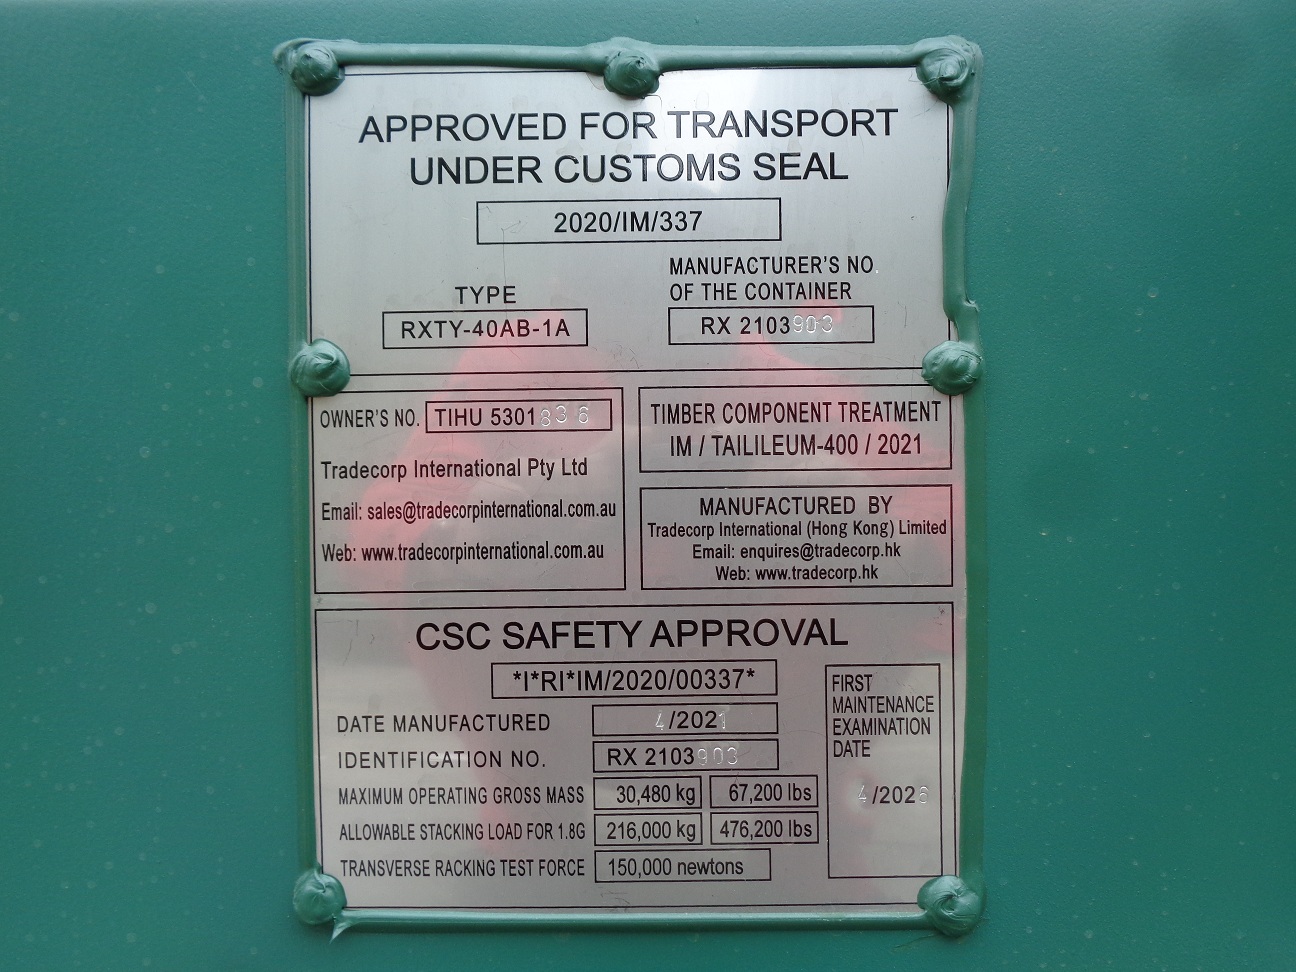 APPROVED FOR TRANSPORT
UNDER CUSTOMS SEAL
2020/IM/337
TYPE
RXTY-40AB-1A
MANUFACTURER'S NO.
OF THE CONTAINER
RX 2103903
OWNER'S NO. TIHU 5301836
Tradecorp International Pty Ltd
Email: sales@tradecorpinternational.com.au
Web: www.tradecorpinternational.com.au
TIMBER COMPONENT TREATMENT
IM / TAILILEUM-400 / 2021
MANUFACTURED BY
Tradecorp International (Hong Kong) Limited
Email: enquires@tradecorp.hk
Web: www.tradecorp.hk
CSC SAFETY APPROVAL
*I*RI*IM/2020/00337*
DATE MANUFACTURED 4/2021
IDENTIFICATION NO. RX 2103903
MAXIMUM OPERATING GROSS MASS 30,480 kg 67,200 lbs
ALLOWABLE STACKING LOAD FOR 1.8G 216,000 kg 476,200 lbs
TRANSVERSE RACKING TEST FORCE 150,000 newtons
FIRST
MAINTENANCE
EXAMINATION
DATE
4/2026